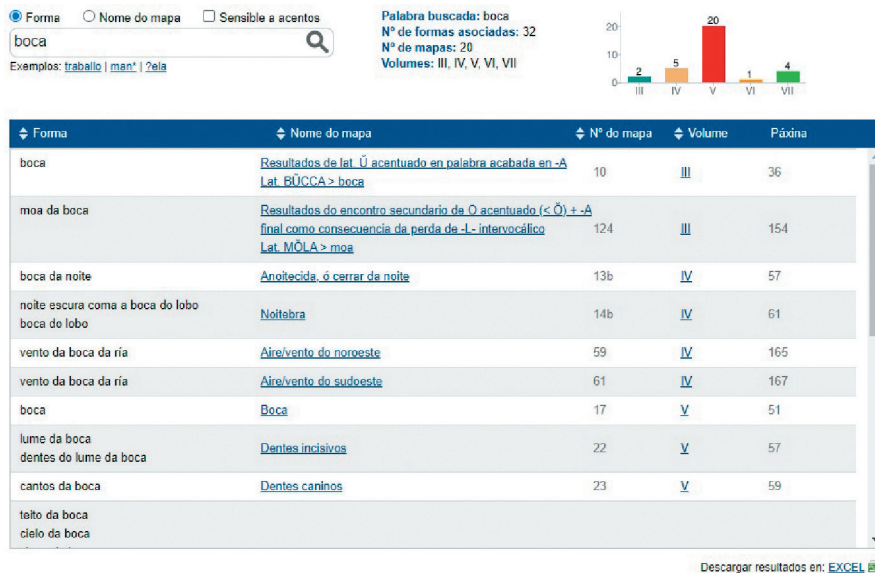 Forma Nome do mapa Sensible a acentos
boca
Exemplos: traballo | man* | ?ela
Palabra buscada: boca
Nº de formas asociadas: 32
Nº de mapas: 20
Volumes: III, IV, V, VI, VII
20
10
0
2 5 20 1 4
III IV V VI VII
Forma Nome do mapa Nº do mapa Volume Páxina
boca Resultados de lat. Ŭ acentuado en palabra acabada en -A 10 III 36
Lat. BŬCCA > boca
moa da boca Resultados do encontro secundario de O acentuado (< Ŏ) + -A
final como consecuencia da perda de -L- intervocálico 124 III 154
Lat. MŎLA > moa
boca da noite Anoitecida, ó cerrar da noite 13b IV 57
noite escura coma a boca do lobo
boca do lobo Noitebra 14b IV 61
vento da boca da ría Aire/vento do noroeste 59 IV 165
vento da boca da ría Aire/vento do sudoeste 61 IV 167
boca Boca 17 V 51
lume da boca
dentes do lume da boca Dentes incisivos 22 V 57
cantos da boca Dentes caninos 23 V 59
teito da boca
cielo da boca
Descargar resultados en: EXCEL